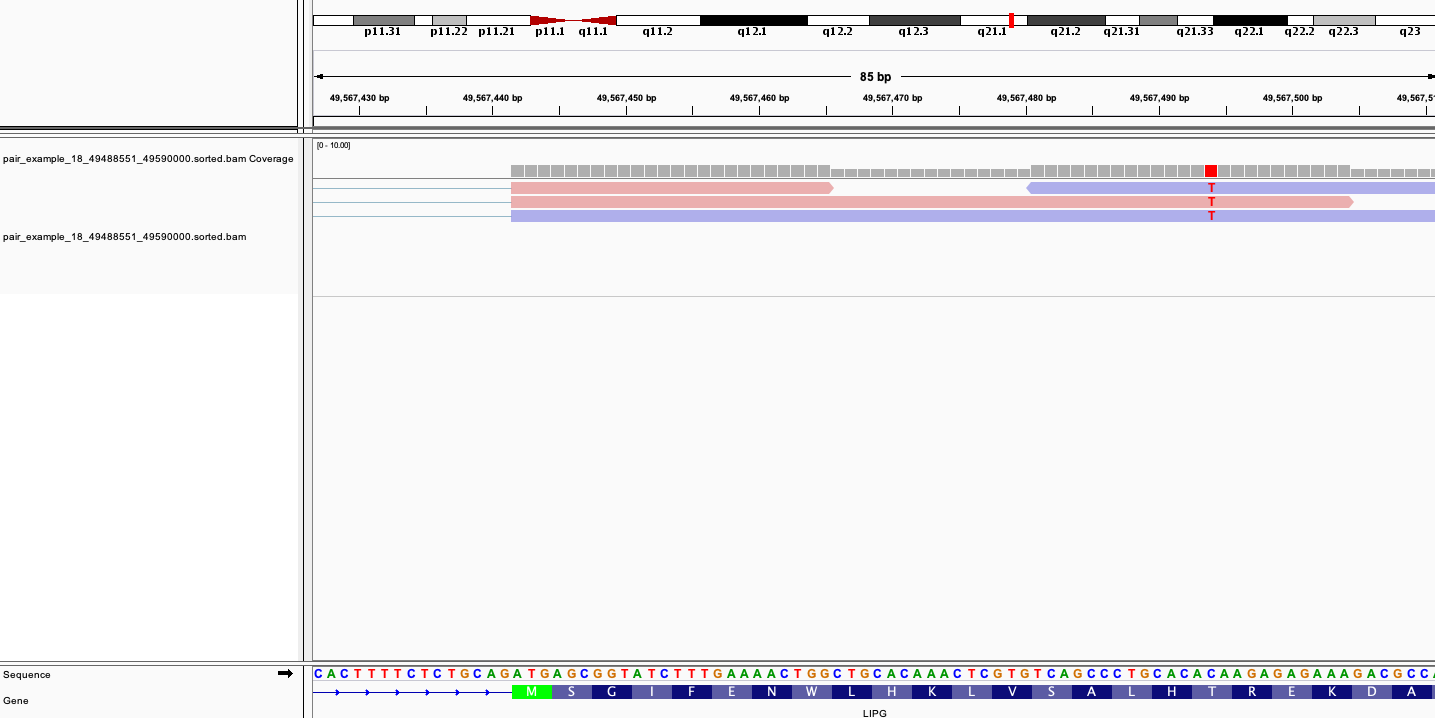 p11.31 p11.22 p11.21 p11.1 q11.1 q11.2 q12.1 q12.2 q12.3 q21.1 q21.2 q21.31 q21.33 q22.1 q22.2 q22.3 q23
85 bp
49,567,430 bp 49,567,440 bp 49,567,450 bp 49,567,460 bp 49,567,470 bp 49,567,480 bp 49,567,490 bp 49,567,500 bp
[0 - 10.00]
pair_example_18_49488551_49590000.sorted.bam Coverage
T
T
T
pair_example_18_49488551_49590000.sorted.bam
Sequence C A C T T T T C T C T G C A G A T G A G C G G T A T C T T T G A A A A C T G G C T G C A C A A A C T C G T G T C A G C C C T G C A C A C A A G A G A G A A A G A C G C C
Gene M S G I F E N W L H K L V S A L H T R E K D A
LIPG